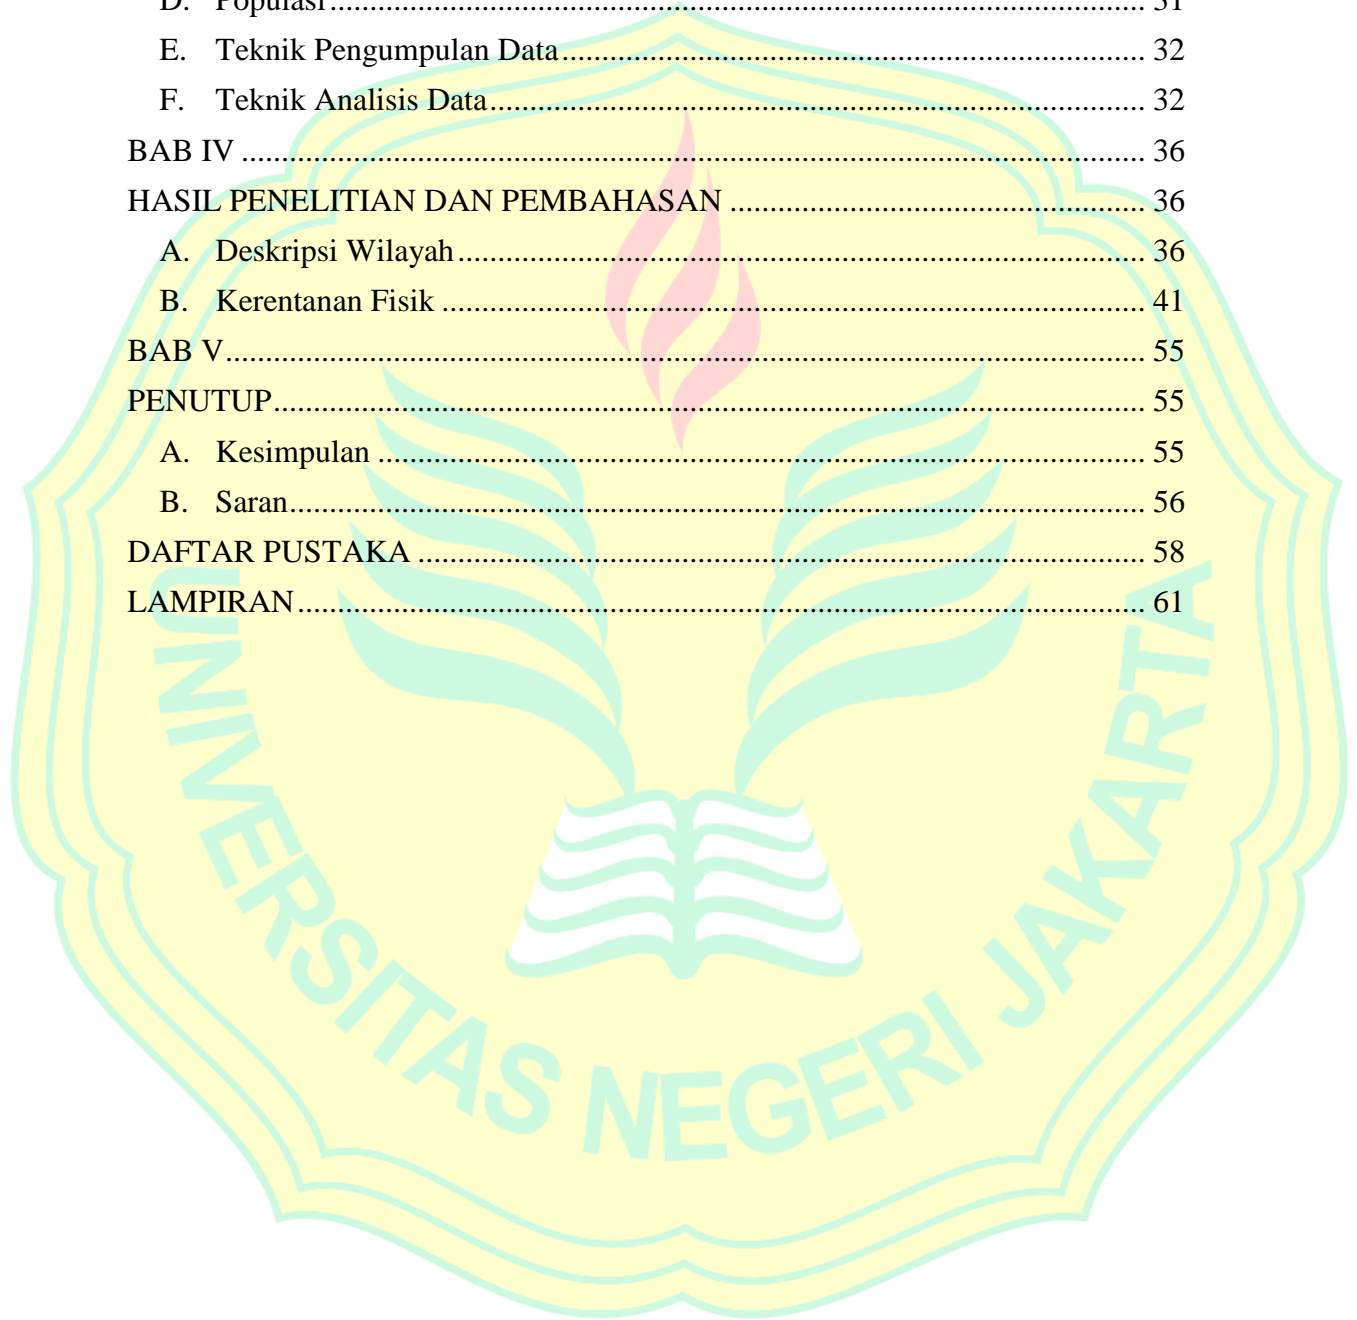 D. Populasi ........ 31
E. Teknik Pengumpulan Data ........ 32
F. Teknik Analisis Data ........ 32
BAB IV ........ 36
HASIL PENELITIAN DAN PEMBAHASAN ........ 36
A. Deskripsi Wilayah ........ 36
B. Kerentanan Fisik ........ 41
BAB V ........ 55
PENUTUP ........ 55
A. Kesimpulan ........ 55
B. Saran ........ 56
DAFTAR PUSTAKA ........ 58
LAMPIRAN ........ 61
UNIVERSITAS NEGERI JAKARTA